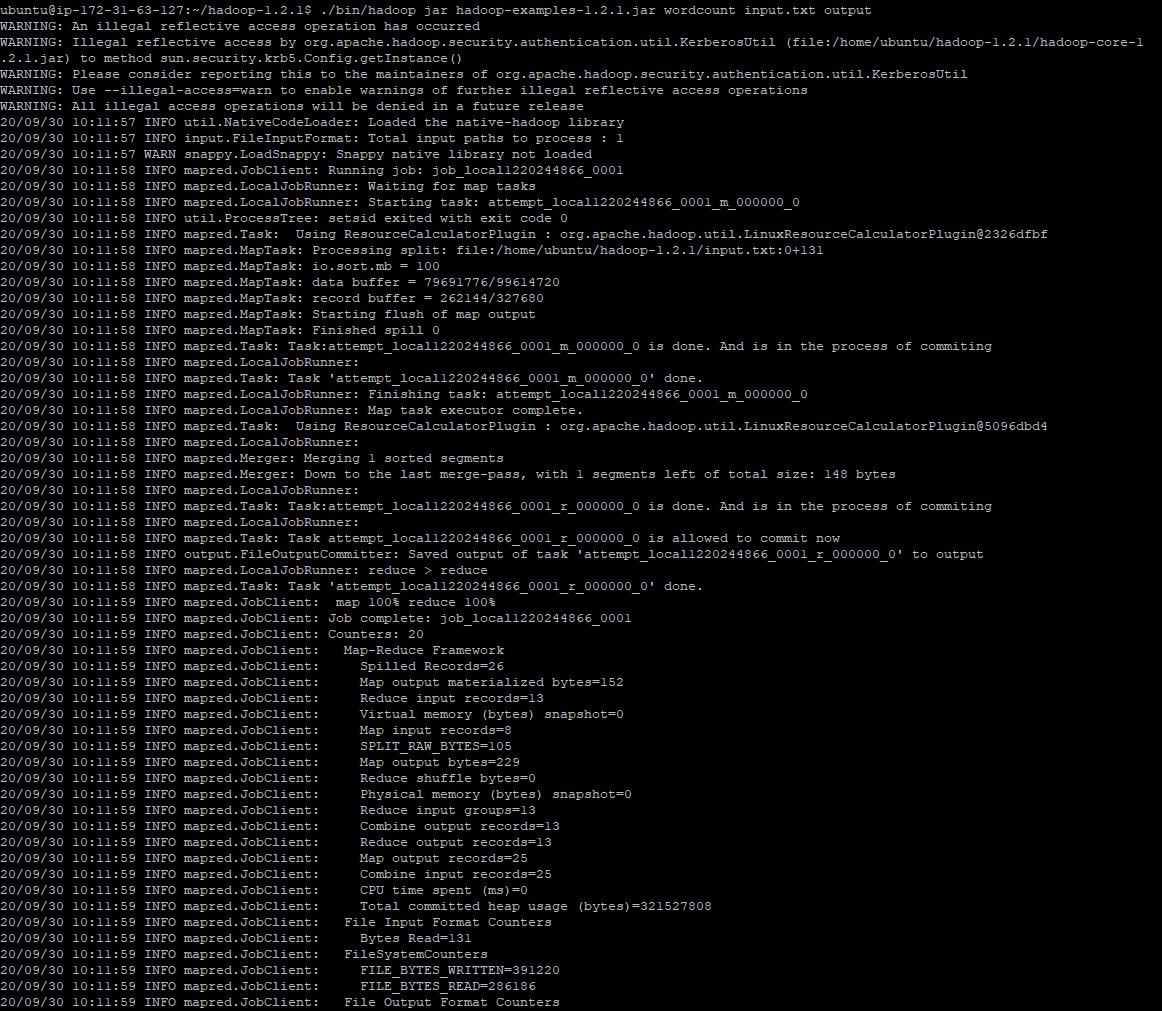 ubuntu@ip-172-31-63-127:~/hadoop-1.2.1$ ./bin/hadoop jar hadoop-examples-1.2.1.jar wordcount input.txt output
WARNING: An illegal reflective access operation has occurred
WARNING: Illegal reflective access by org.apache.hadoop.security.authentication.util.KerberosUtil (file:/home/ubuntu/hadoop-1.2.1/hadoop-core-1
.2.1.jar) to method sun.security.krb5.Config.getInstance()
WARNING: Please consider reporting this to the maintainers of org.apache.hadoop.security.authentication.util.KerberosUtil
WARNING: Use --illegal-access=warn to enable warnings of further illegal reflective access operations
WARNING: All illegal access operations will be denied in a future release
20/09/30 10:11:57 INFO util.NativeCodeLoader: Loaded the native-hadoop library
20/09/30 10:11:57 INFO input.FileInputFormat: Total input paths to process : 1
20/09/30 10:11:57 WARN snappy.LoadSnappy: Snappy native library not loaded
20/09/30 10:11:58 INFO mapred.JobClient: Running job: job_local1220244866_0001
20/09/30 10:11:58 INFO mapred.LocalJobRunner: Waiting for map tasks
20/09/30 10:11:58 INFO mapred.LocalJobRunner: Starting task: attempt_local1220244866_0001_m_000000_0
20/09/30 10:11:58 INFO util.ProcessTree: setsid exited with exit code 0
20/09/30 10:11:58 INFO mapred.Task:  Using ResourceCalculatorPlugin : org.apache.hadoop.util.LinuxResourceCalculatorPlugin@2326dfbf
20/09/30 10:11:58 INFO mapred.MapTask: Processing split: file:/home/ubuntu/hadoop-1.2.1/input.txt:0+131
20/09/30 10:11:58 INFO mapred.MapTask: io.sort.mb = 100
20/09/30 10:11:58 INFO mapred.MapTask: data buffer = 79691776/99614720
20/09/30 10:11:58 INFO mapred.MapTask: record buffer = 262144/327680
20/09/30 10:11:58 INFO mapred.MapTask: Starting flush of map output
20/09/30 10:11:58 INFO mapred.MapTask: Finished spill 0
20/09/30 10:11:58 INFO mapred.Task: Task:attempt_local1220244866_0001_m_000000_0 is done. And is in the process of commiting
20/09/30 10:11:58 INFO mapred.LocalJobRunner:
20/09/30 10:11:58 INFO mapred.Task: Task 'attempt_local1220244866_0001_m_000000_0' done.
20/09/30 10:11:58 INFO mapred.LocalJobRunner: Finishing task: attempt_local1220244866_0001_m_000000_0
20/09/30 10:11:58 INFO mapred.LocalJobRunner: Map task executor complete.
20/09/30 10:11:58 INFO mapred.Task:  Using ResourceCalculatorPlugin : org.apache.hadoop.util.LinuxResourceCalculatorPlugin@5096dbd4
20/09/30 10:11:58 INFO mapred.LocalJobRunner:
20/09/30 10:11:58 INFO mapred.Merger: Merging 1 sorted segments
20/09/30 10:11:58 INFO mapred.Merger: Down to the last merge-pass, with 1 segments left of total size: 148 bytes
20/09/30 10:11:58 INFO mapred.LocalJobRunner:
20/09/30 10:11:58 INFO mapred.Task: Task:attempt_local1220244866_0001_r_000000_0 is done. And is in the process of commiting
20/09/30 10:11:58 INFO mapred.LocalJobRunner:
20/09/30 10:11:58 INFO mapred.Task: Task attempt_local1220244866_0001_r_000000_0 is allowed to commit now
20/09/30 10:11:58 INFO output.FileOutputCommitter: Saved output of task 'attempt_local1220244866_0001_r_000000_0' to output
20/09/30 10:11:58 INFO mapred.LocalJobRunner: reduce > reduce
20/09/30 10:11:58 INFO mapred.Task: Task 'attempt_local1220244866_0001_r_000000_0' done.
20/09/30 10:11:59 INFO mapred.JobClient:  map 100% reduce 100%
20/09/30 10:11:59 INFO mapred.JobClient: Job complete: job_local1220244866_0001
20/09/30 10:11:59 INFO mapred.JobClient: Counters: 20
20/09/30 10:11:59 INFO mapred.JobClient:   Map-Reduce Framework
20/09/30 10:11:59 INFO mapred.JobClient:     Spilled Records=26
20/09/30 10:11:59 INFO mapred.JobClient:     Map output materialized bytes=152
20/09/30 10:11:59 INFO mapred.JobClient:     Reduce input records=13
20/09/30 10:11:59 INFO mapred.JobClient:     Virtual memory (bytes) snapshot=0
20/09/30 10:11:59 INFO mapred.JobClient:     Map input records=8
20/09/30 10:11:59 INFO mapred.JobClient:     SPLIT_RAW_BYTES=105
20/09/30 10:11:59 INFO mapred.JobClient:     Map output bytes=229
20/09/30 10:11:59 INFO mapred.JobClient:     Reduce shuffle bytes=0
20/09/30 10:11:59 INFO mapred.JobClient:     Physical memory (bytes) snapshot=0
20/09/30 10:11:59 INFO mapred.JobClient:     Reduce input groups=13
20/09/30 10:11:59 INFO mapred.JobClient:     Combine output records=13
20/09/30 10:11:59 INFO mapred.JobClient:     Reduce output records=13
20/09/30 10:11:59 INFO mapred.JobClient:     Map output records=25
20/09/30 10:11:59 INFO mapred.JobClient:     Combine input records=25
20/09/30 10:11:59 INFO mapred.JobClient:     CPU time spent (ms)=0
20/09/30 10:11:59 INFO mapred.JobClient:     Total committed heap usage (bytes)=321527808
20/09/30 10:11:59 INFO mapred.JobClient:   File Input Format Counters
20/09/30 10:11:59 INFO mapred.JobClient:     Bytes Read=131
20/09/30 10:11:59 INFO mapred.JobClient:   FileSystemCounters
20/09/30 10:11:59 INFO mapred.JobClient:     FILE_BYTES_WRITTEN=391220
20/09/30 10:11:59 INFO mapred.JobClient:     FILE_BYTES_READ=286186
20/09/30 10:11:59 INFO mapred.JobClient:   File Output Format Counters